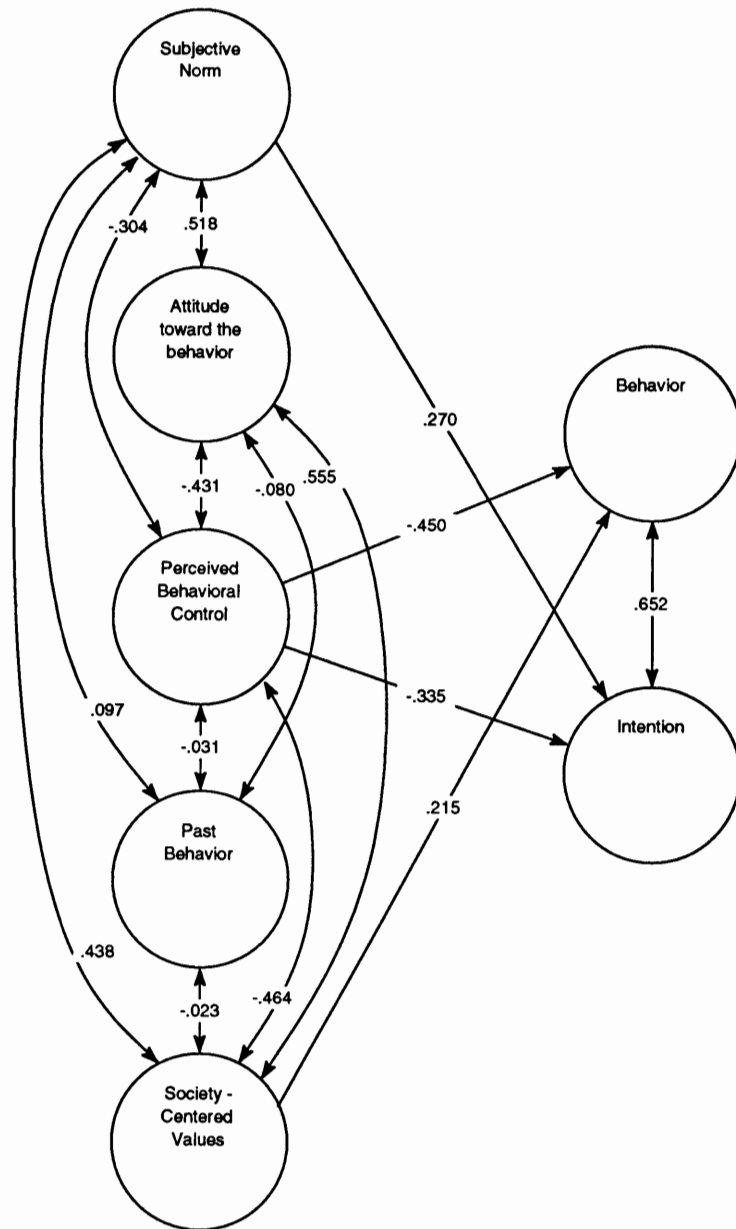 Subjective
Norm
-.304
.518
Attitude
toward the
behavior
Behavior
.270
-.431
-.080
.555
-.450
Perceived
Behavioral
Control
.652
-.335
.097
Intention
-.031
.215
Past
Behavior
.438
-.464
-.023
Society -
Centered
Values